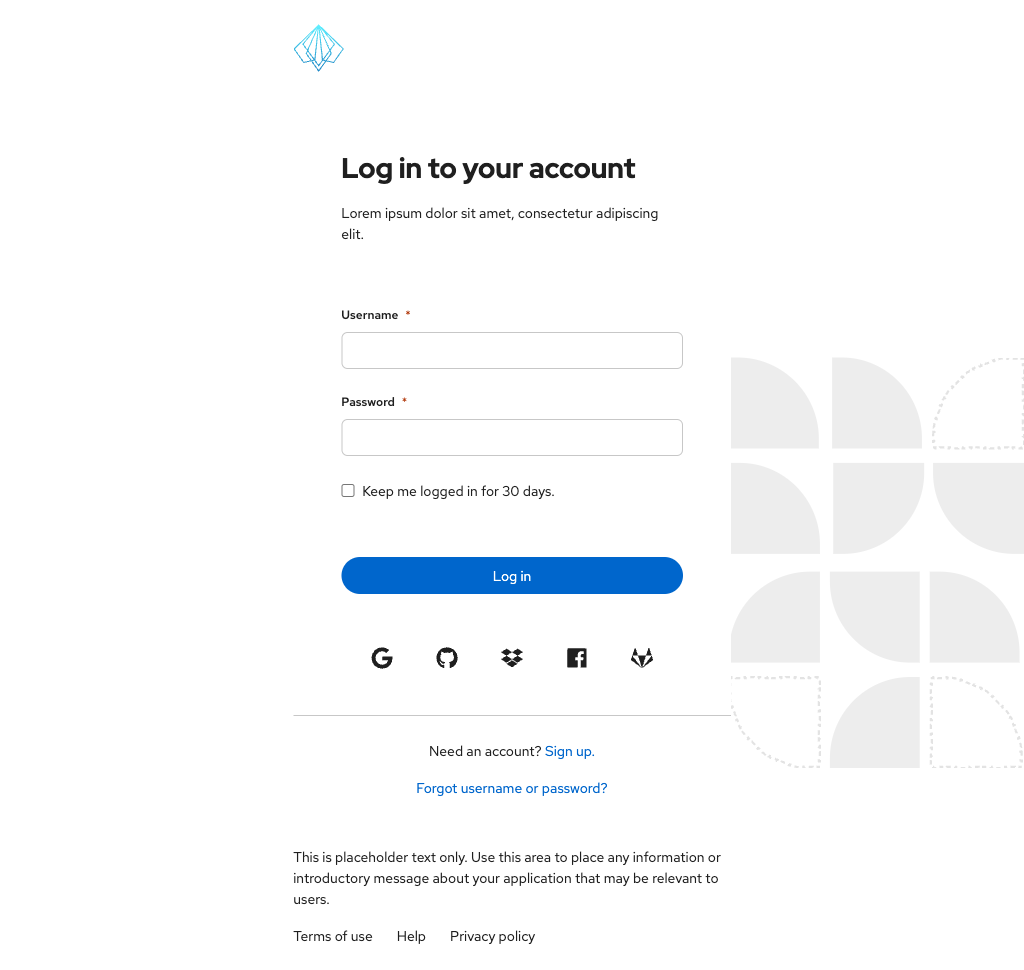 Log in to your account
Lorem ipsum dolor sit amet, consectetur adipiscing
elit.
Username *
Password *
Keep me logged in for 30 days.
Log in
Need an account? Sign up.
Forgot username or password?
This is placeholder text only. Use this area to place any information or
introductory message about your application that may be relevant to
users.
Terms of use Help Privacy policy